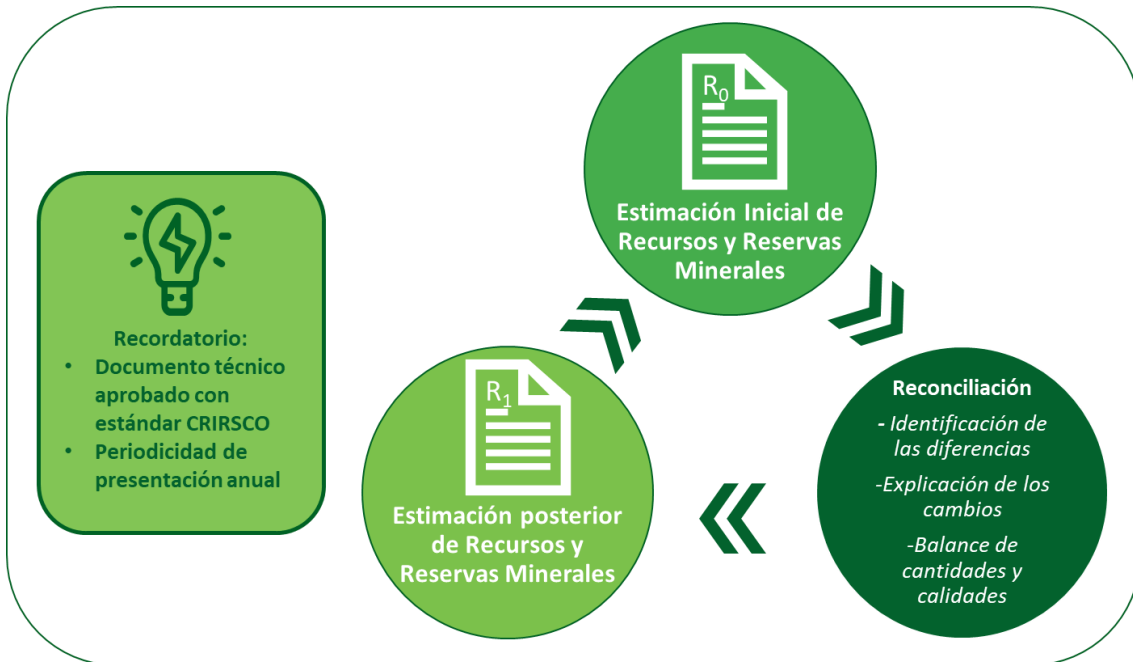 R0
Estimación Inicial de
Recursos y Reservas
Minerales
Recordatorio:
• Documento técnico
aprobado con
estándar CRIRSCO
• Periodicidad de
presentación anual
R1
Estimación posterior
de Recursos y
Reservas Minerales
Reconciliación
- Identificación de
las diferencias
-Explicación de los
cambios
-Balance de
cantidades y
calidades